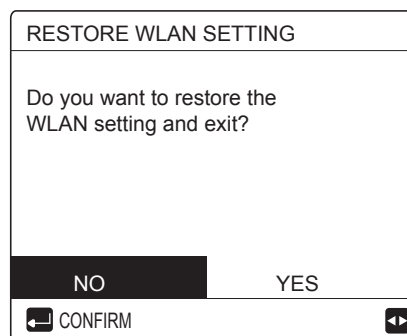 RESTORE WLAN SETTING
Do you want to restore the
WLAN setting and exit?
NO YES
CONFIRM